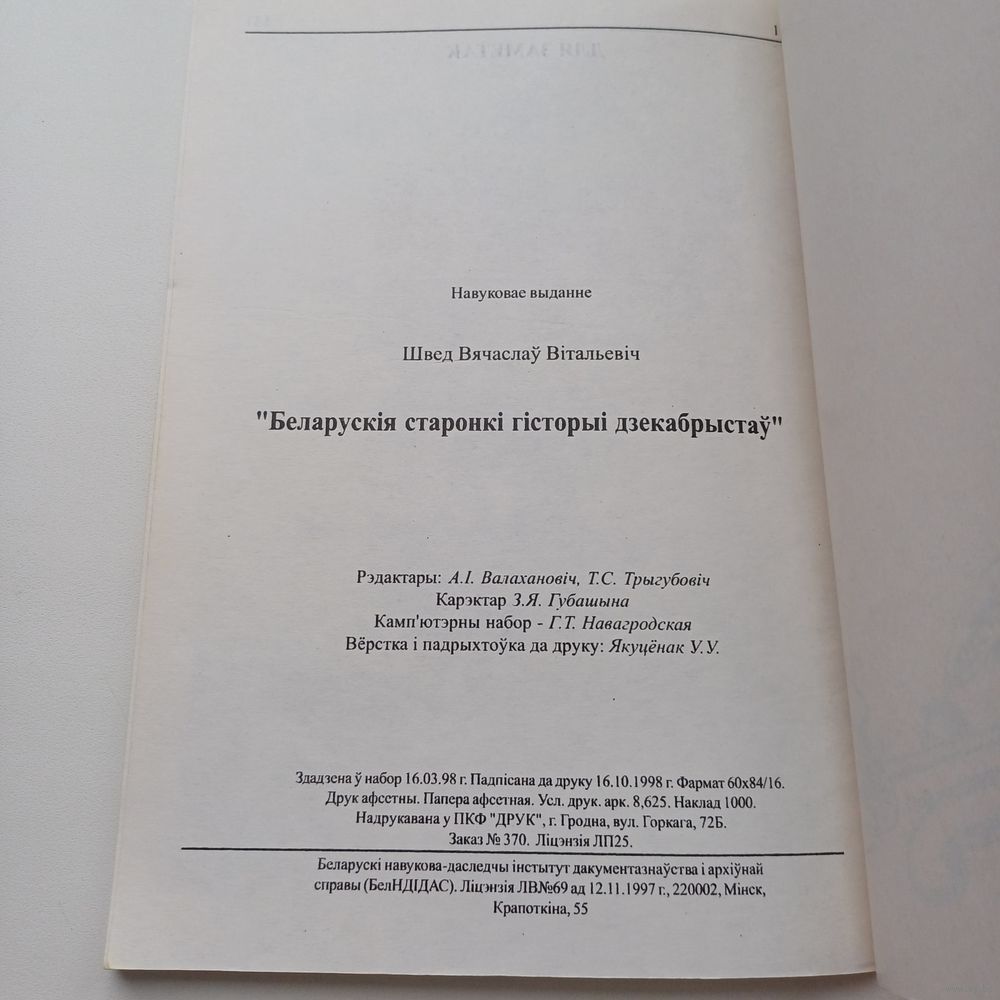 Навуковае выданне
Швед Вячаслаў Вітальевіч
"Беларускія старонкі гісторыі дзекабрыстаў"
Рэдактары: А.І. Валахановіч, Т.С. Трыгубовіч
Карэктар З.Я. Губашына
Камп'ютэрны набор - Г.Т. Навагродская
Вёрстка і падрыхтоўка да друку: Якуцёнак У.У.
Здадзена ў набор 16.03.98 г. Падпісана да друку 16.10.1998 г. Фармат 60х84/16.
Друк афсетны. Папера афсетная. Усл. друк. арк. 8,625. Наклад 1000.
Надрукавана у ПКФ "ДРУК", г. Гродна, вул. Горкага, 72Б.
Заказ № 370. Ліцэнзія ЛП25.
Беларускі навукова-даследчы інстытут дакументазнаўства і архіўнай
справы (БелНДІДАС). Ліцэнзія ЛВ№69 ад 12.11.1997 г., 220002, Мінск,
Крапоткіна, 55